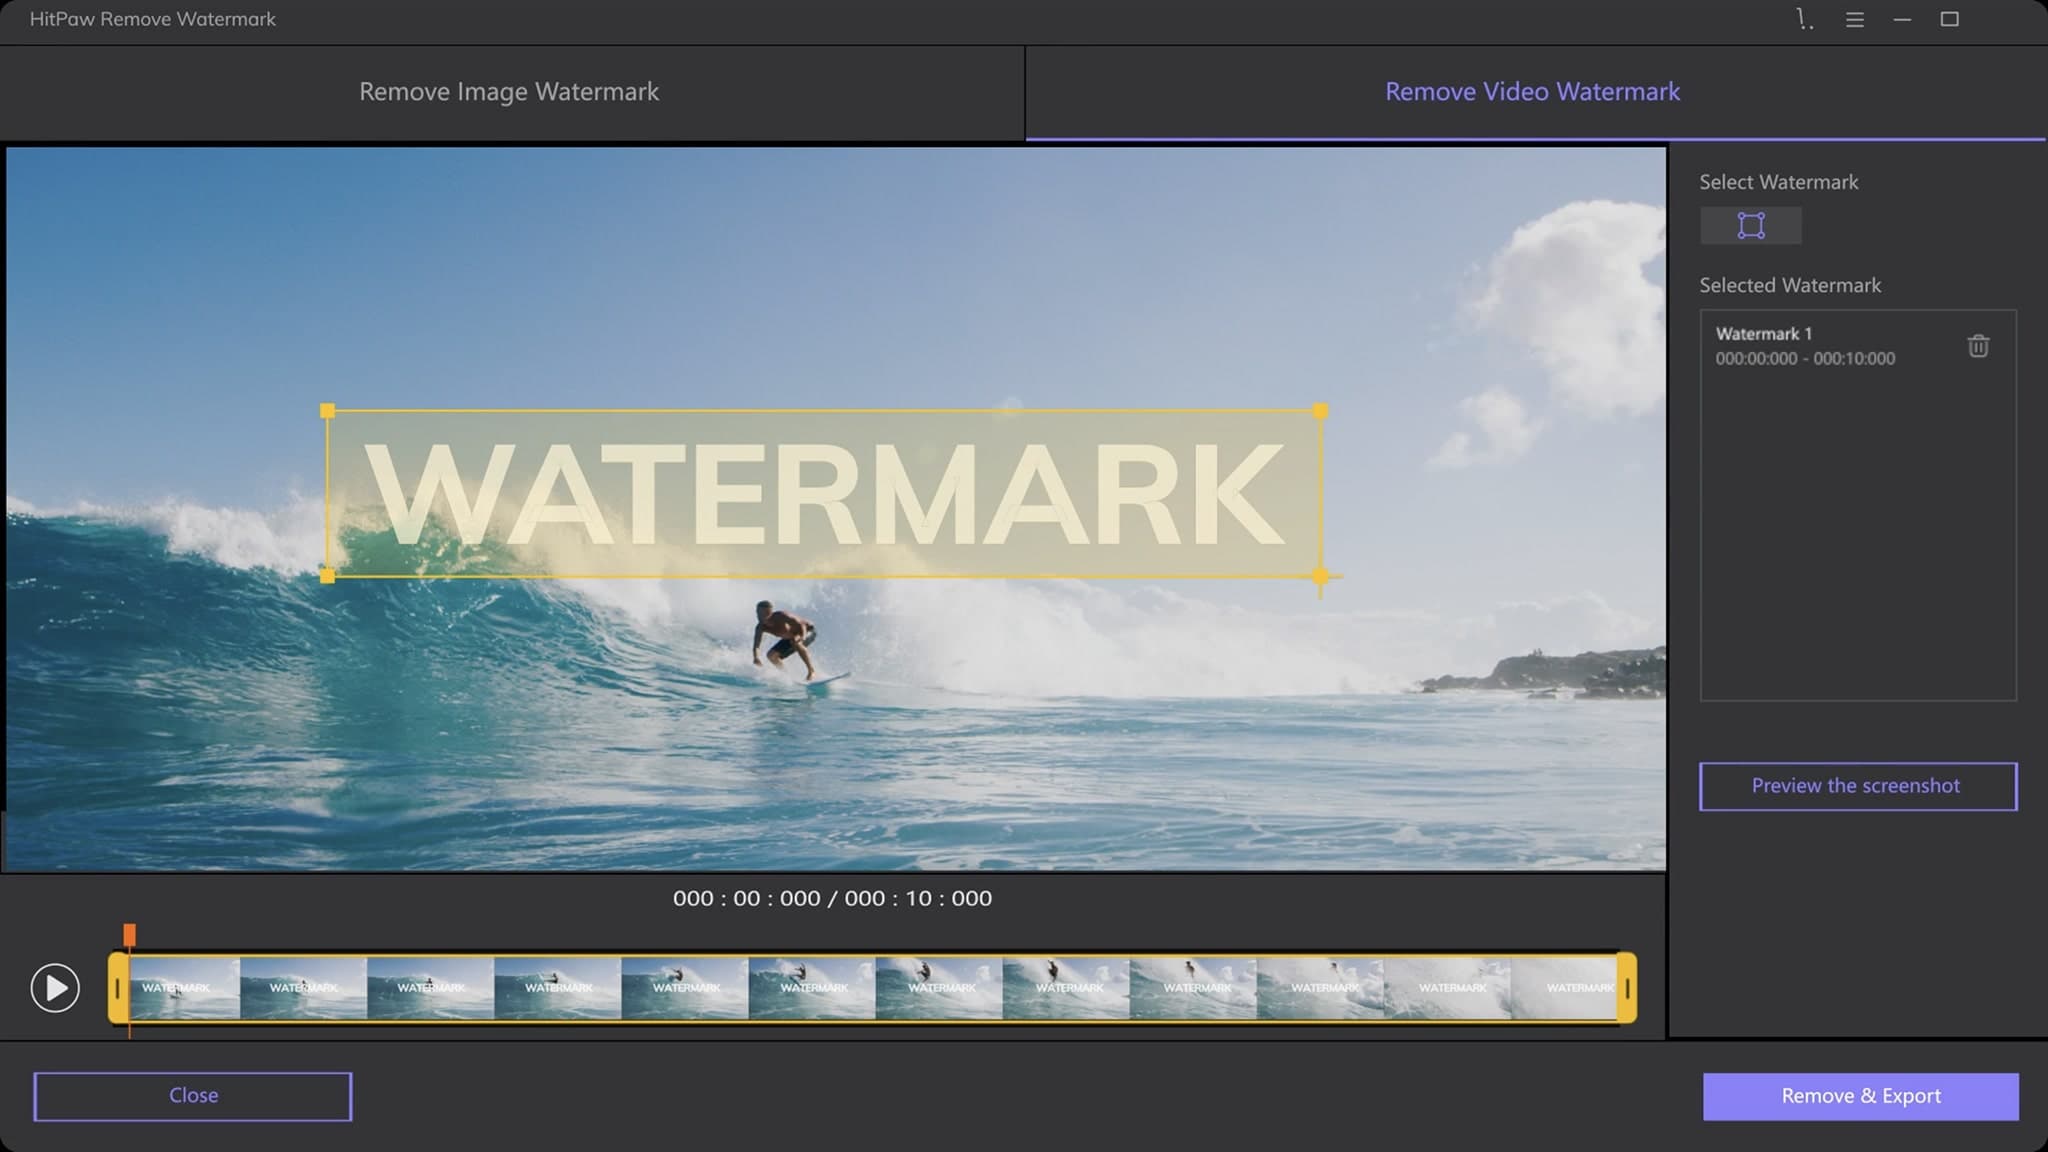 HitPaw Remove Watermark
Remove Image Watermark
Remove Video Watermark
Select Watermark
Selected Watermark
Watermark 1
000:00:000 - 000:10:000
WATERMARK
Preview the screenshot
000 : 00 : 000 / 000 : 10 : 000
WATERMARK WATERMARK WATERMARK WATERMARK WATERMARK WATERMARK WATERMARK WATERMARK WATERMARK WATERMARK WATERMARK WATERMARK
Close
Remove & Export